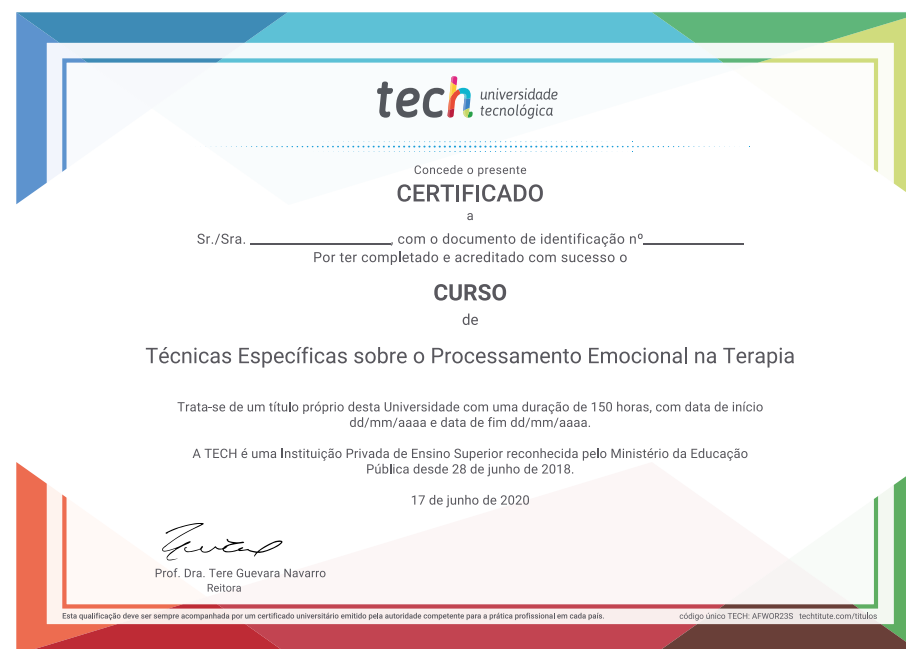 tech universidade
tecnológica
Concede o presente
CERTIFICADO
a
Sr./Sra. ________________, com o documento de identificação nº____________
Por ter completado e acreditado com sucesso o
CURSO
de
Técnicas Específicas sobre o Processamento Emocional na Terapia
Trata-se de um título próprio desta Universidade com uma duração de 150 horas, com data de início
dd/mm/aaaa e data de fim dd/mm/aaaa.
A TECH é uma Instituição Privada de Ensino Superior reconhecida pelo Ministério da Educação
Pública desde 28 de junho de 2018.
17 de junho de 2020
Prof. Dra. Tere Guevara Navarro
Reitora
Esta qualificação deve ser sempre acompanhada por um certificado universitário emitido pela autoridade competente para a prática profissional em cada país.
código único TECH: AFWOR23S techtitute.com/titulos